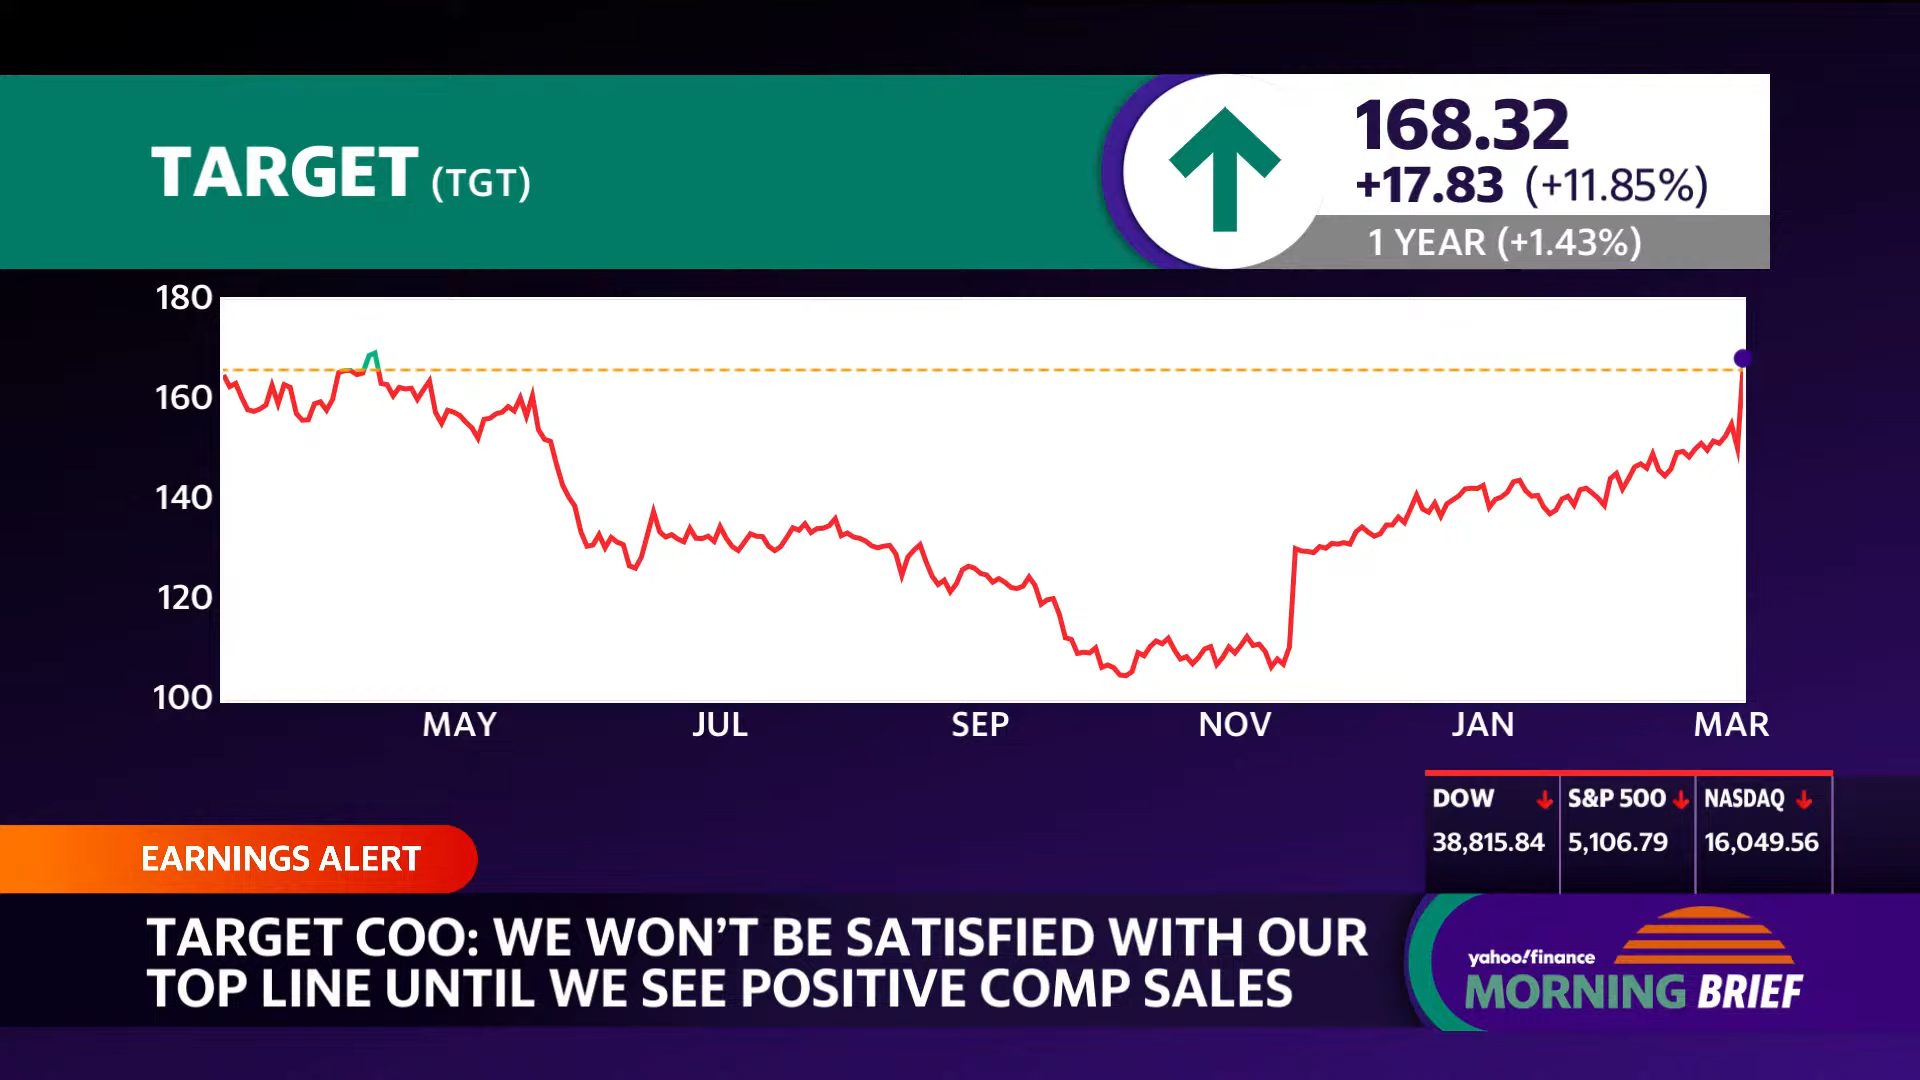 TARGET (TGT)
168.32
+17.83 (+11.85%)
1 YEAR (+1.43%)
180
160
140
120
100
MAY JUL SEP NOV JAN MAR
DOW S&P 500 NASDAQ
38,815.84 5,106.79 16,049.56
EARNINGS ALERT
TARGET COO: WE WON'T BE SATISFIED WITH OUR
TOP LINE UNTIL WE SEE POSITIVE COMP SALES
yahoo!finance
MORNING BRIEF